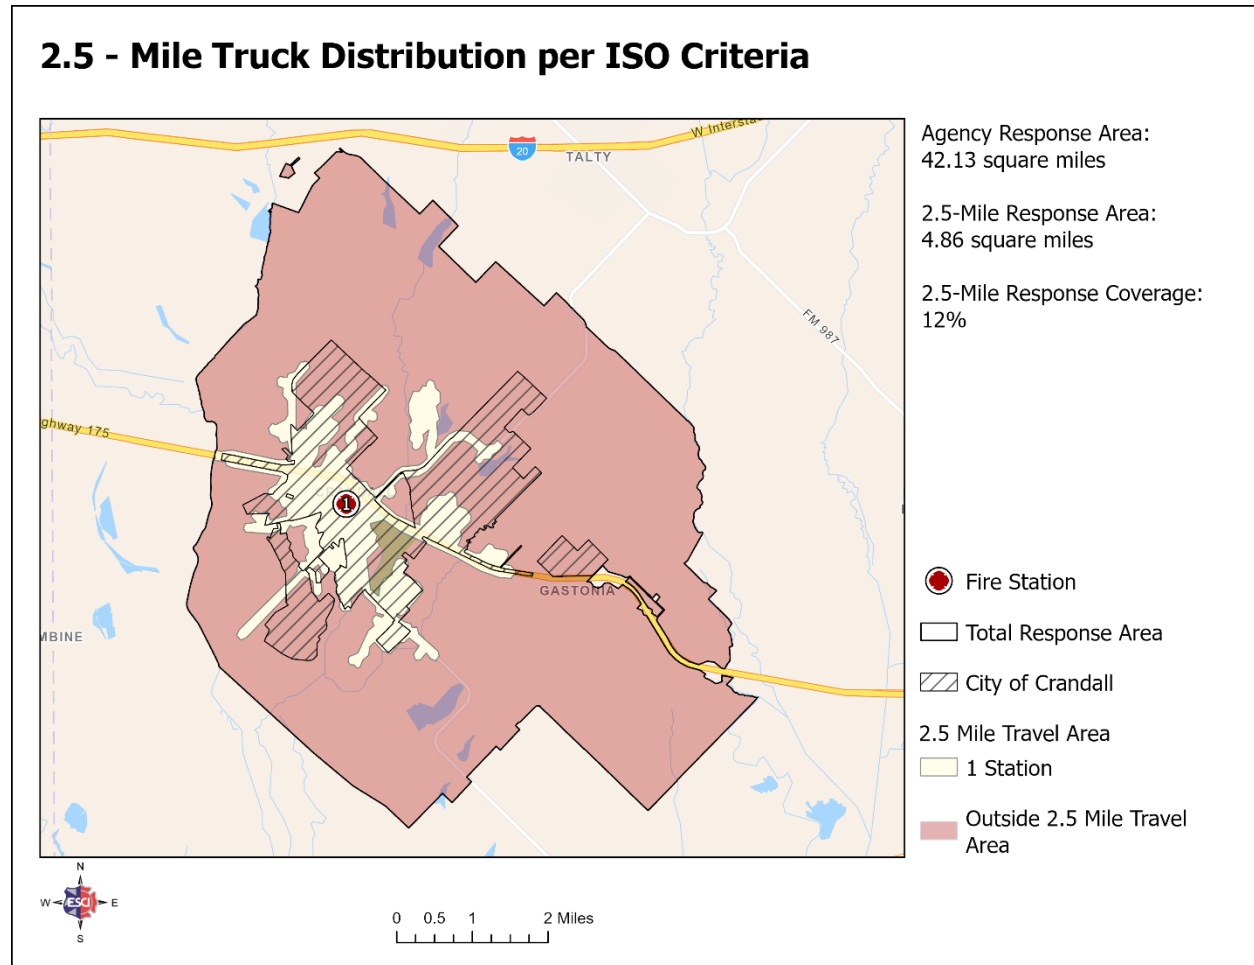 2.5 - Mile Truck Distribution per ISO Criteria
W Interstat
20
TALTY
FM 987
ghway 175
1
GASTONIA
MBINE
Agency Response Area:
42.13 square miles
2.5-Mile Response Area:
4.86 square miles
2.5-Mile Response Coverage:
12%
Fire Station
Total Response Area
City of Crandall
2.5 Mile Travel Area
1 Station
Outside 2.5 Mile Travel
Area
N
W
ESCI
E
S
0 0.5 1 2 Miles